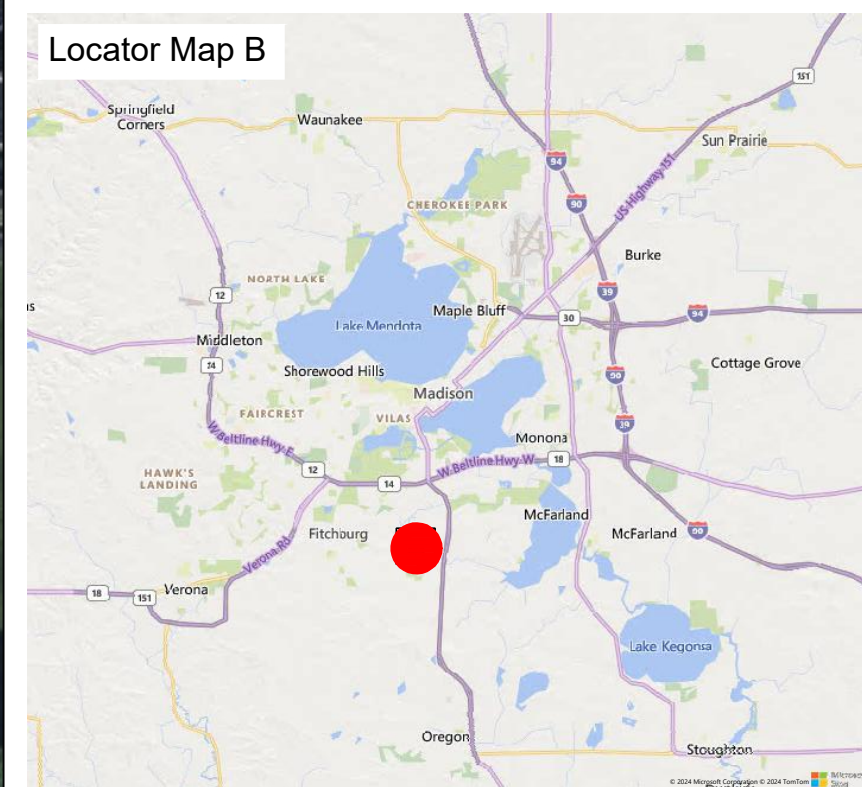 Locator Map B
151
Springfield
Corners
Waunakee
Sun Prairie
94
CHEROKEE PARK
90
US Highway 151
Burke
NORTH LAKE
12
39
Maple Bluff
94
30
Lake Mendota
Middleton
14
Cottage Grove
Shorewood Hills
90
Madison
FAIRCREST
VILAS
39
W Beltline Hwy E
Monona
W Beltline Hwy W
18
12
HAWK'S
LANDING
14
McFarland
90
Fitchburg
McFarland
Verona Rd
Verona
18
151
Lake Kegonsa
Oregon
Stoughton
© 2024 Microsoft Corporation © 2024 TomTom